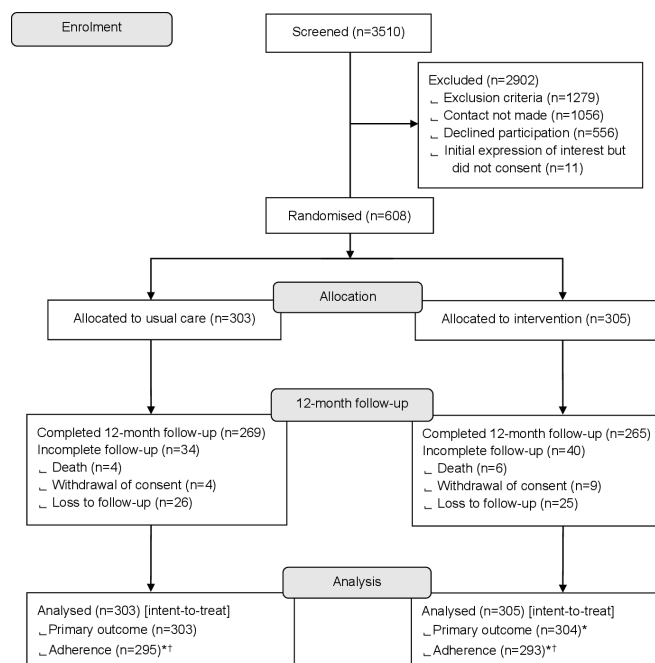 Enrolment
Screened (n=3510)
Excluded (n=2902)
⌙ Exclusion criteria (n=1279)
⌙ Contact not made (n=1056)
⌙ Declined participation (n=556)
⌙ Initial expression of interest but
did not consent (n=11)
Randomised (n=608)
Allocation
Allocated to usual care (n=303)
Allocated to intervention (n=305)
12-month follow-up
Completed 12-month follow-up (n=269)
Incomplete follow-up (n=34)
⌙ Death (n=4)
⌙ Withdrawal of consent (n=4)
⌙ Loss to follow-up (n=26)
Completed 12-month follow-up (n=265)
Incomplete follow-up (n=40)
⌙ Death (n=6)
⌙ Withdrawal of consent (n=9)
⌙ Loss to follow-up (n=25)
Analysis
Analysed (n=303) [intent-to-treat]
⌙Primary outcome (n=303)
⌙Adherence (n=295)*†
Analysed (n=305) [intent-to-treat]
⌙Primary outcome (n=304)*
⌙Adherence (n=293)*†